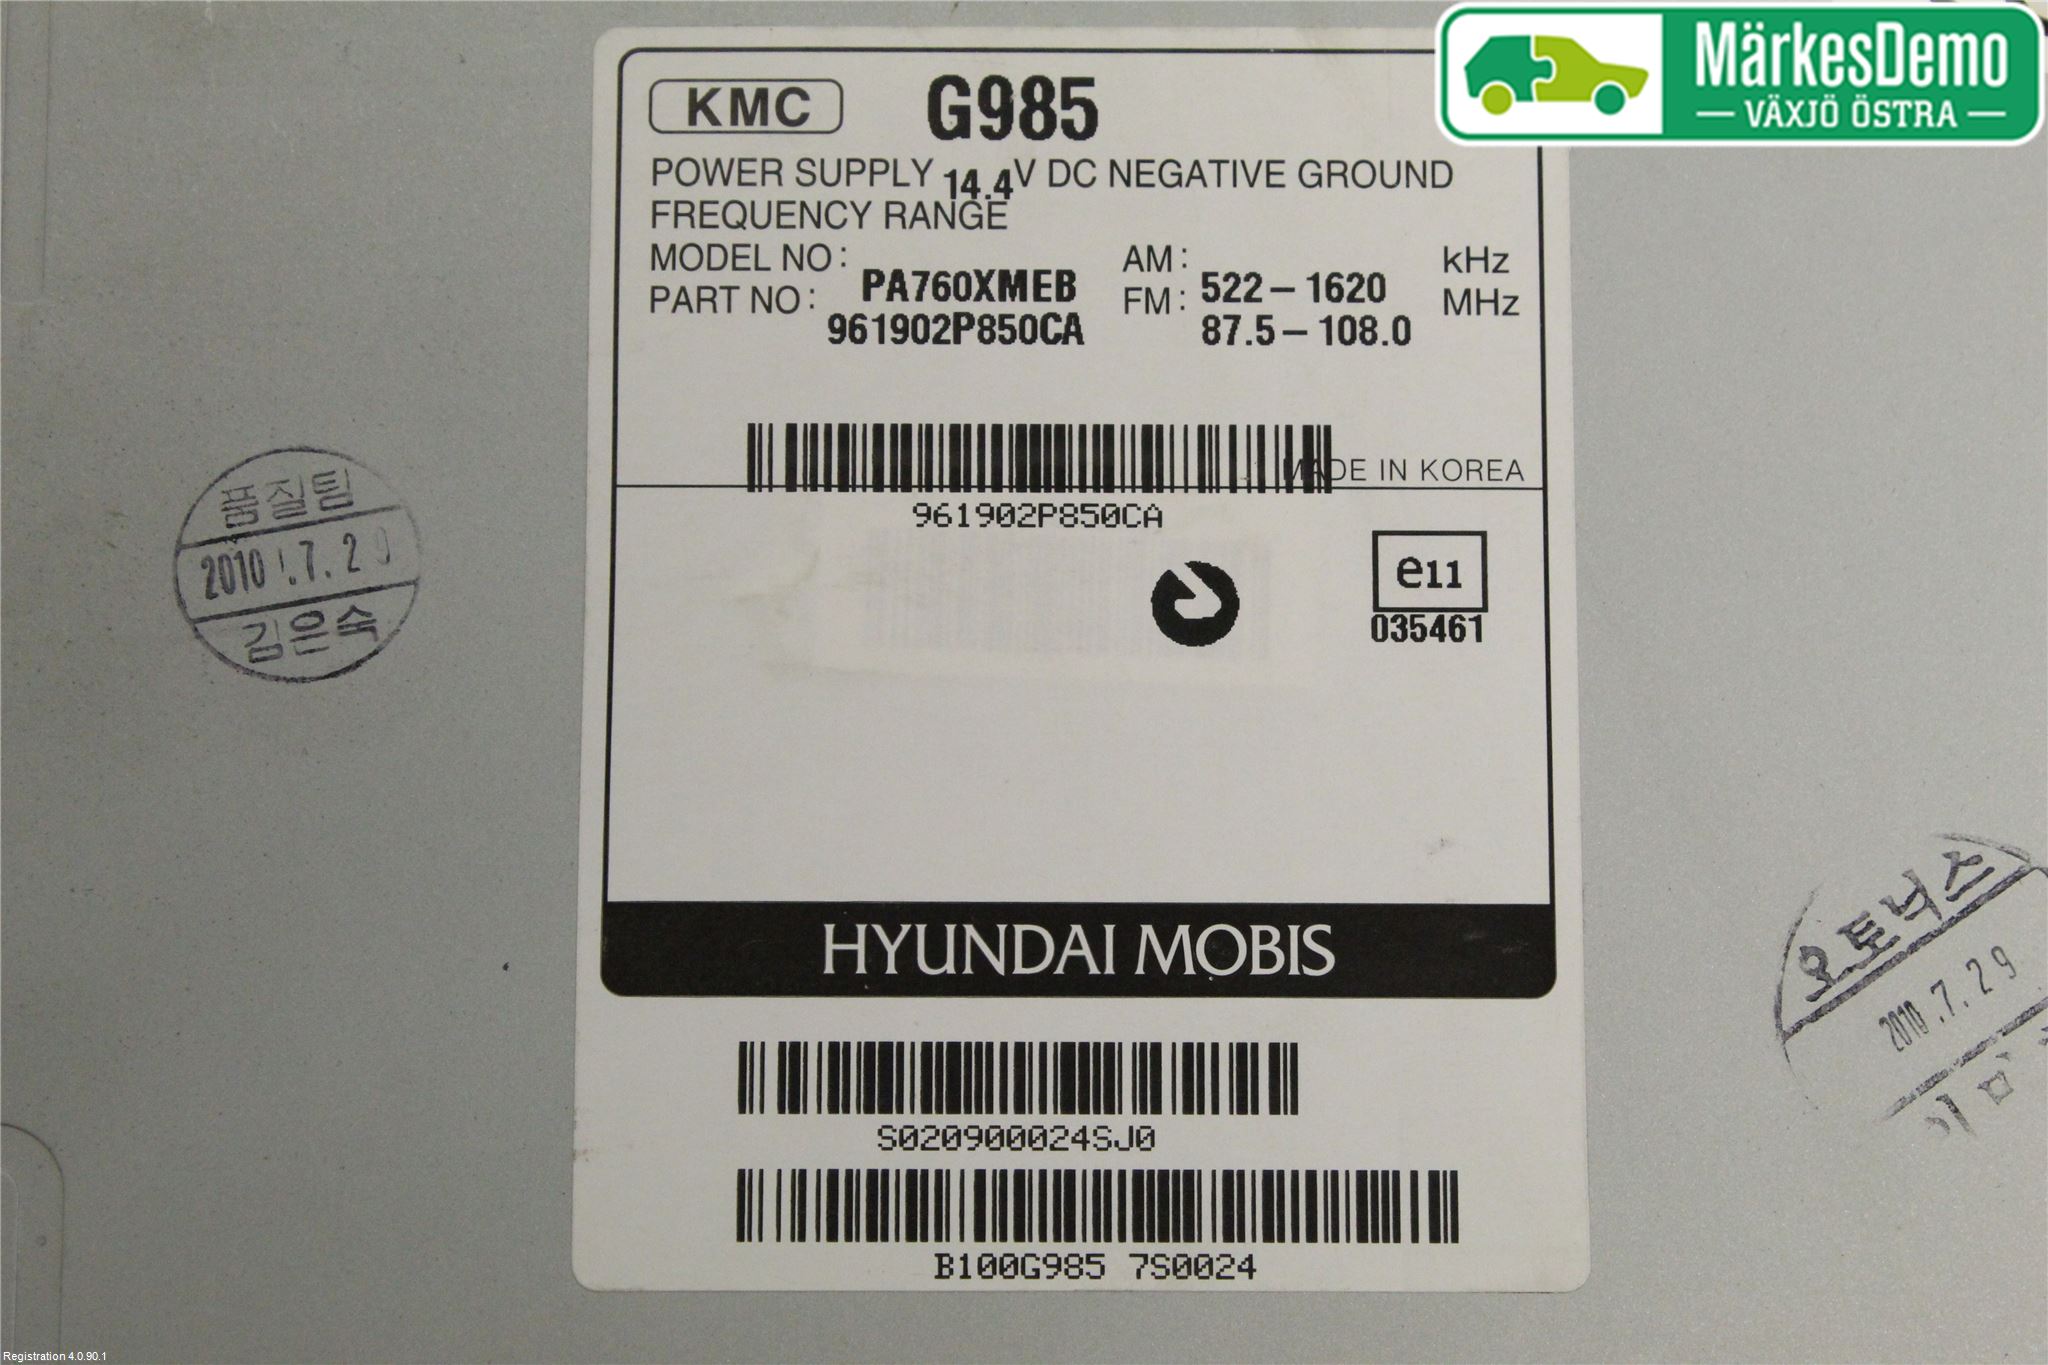 MärkesDemo
VÄXJÖ ÖSTRA
KMC G985
POWER SUPPLY 14.4V DC NEGATIVE GROUND
FREQUENCY RANGE
MODEL NO: PA760XMEB AM: 522-1620 kHz
PART NO: 961902P850CA FM: 87.5-108.0 MHz
MADE IN KOREA
961902P850CA
e11
035461
HYUNDAI MOBIS
S020900024SJ0
B100G985 7S0024
품질팀
2010.7.2
김은숙
오토닉스
2010.7.29
Registration 4.0.90.1